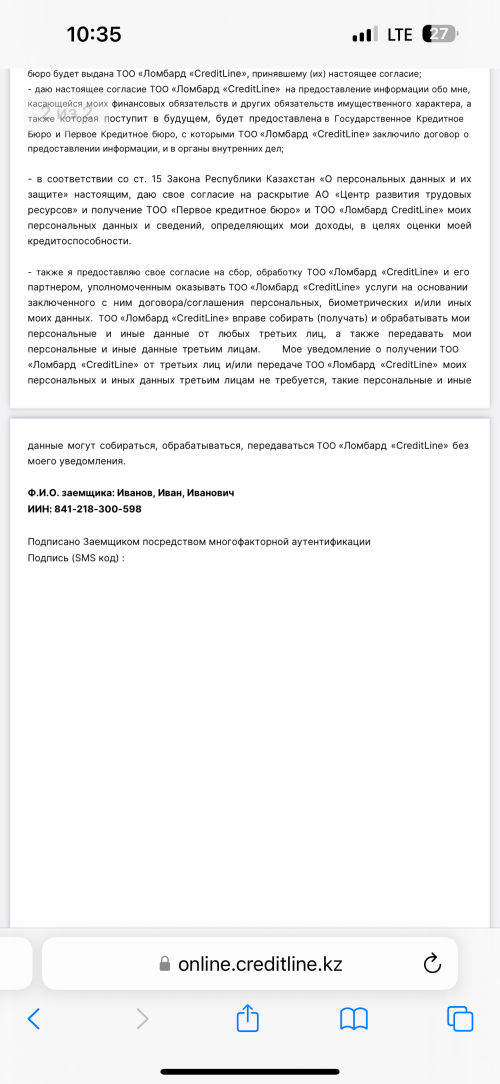 10:35
LTE
27
бюро будет выдана ТОО «Ломбард «CreditLine», принявшему (их) настоящее согласие;
- даю настоящее согласие ТОО «Ломбард «CreditLine» на предоставление информации обо мне,
касающейся моих финансовых обязательств и других обязательств имущественного характера, а
2 из 2
также которая поступит в будущем, будет предоставлена в Государственное Кредитное
Бюро и Первое Кредитное бюро, с которыми ТОО «Ломбард «CreditLine» заключило договор о
предоставлении информации, и в органы внутренних дел;
- в соответствии со ст. 15 Закона Республики Казахстан «О персональных данных и их
защите» настоящим, даю свое согласие на раскрытие АО «Центр развития трудовых
ресурсов» и получение ТОО «Первое кредитное бюро» и ТОО «Ломбард CreditLine» моих
персональных данных и сведений, определяющих мои доходы, в целях оценки моей
кредитоспособности.
- также я предоставляю свое согласие на сбор, обработку ТОО «Ломбард «CreditLine» и его
партнером, уполномоченным оказывать ТОО «Ломбард «CreditLine» услуги на основании
заключенного с ним договора/соглашения персональных, биометрических и/или иных
моих данных. ТОО «Ломбард «CreditLine» вправе собирать (получать) и обрабатывать мои
персональные и иные данные от любых третьих лиц, а также передавать мои
персональные и иные данные третьим лицам. Мое уведомление о получении ТОО
«Ломбард «CreditLine» от третьих лиц и/или передаче ТОО «Ломбард «CreditLine» моих
персональных и иных данных третьим лицам не требуется, такие персональные и иные
данные могут собираться, обрабатываться, передаваться ТОО «Ломбард «CreditLine» без
моего уведомления.
Ф.И.О. заемщика: Иванов, Иван, Иванович
ИИН: 841-218-300-598
Подписано Заемщиком посредством многофакторной аутентификации
Подпись (SMS код) :
online.creditline.kz